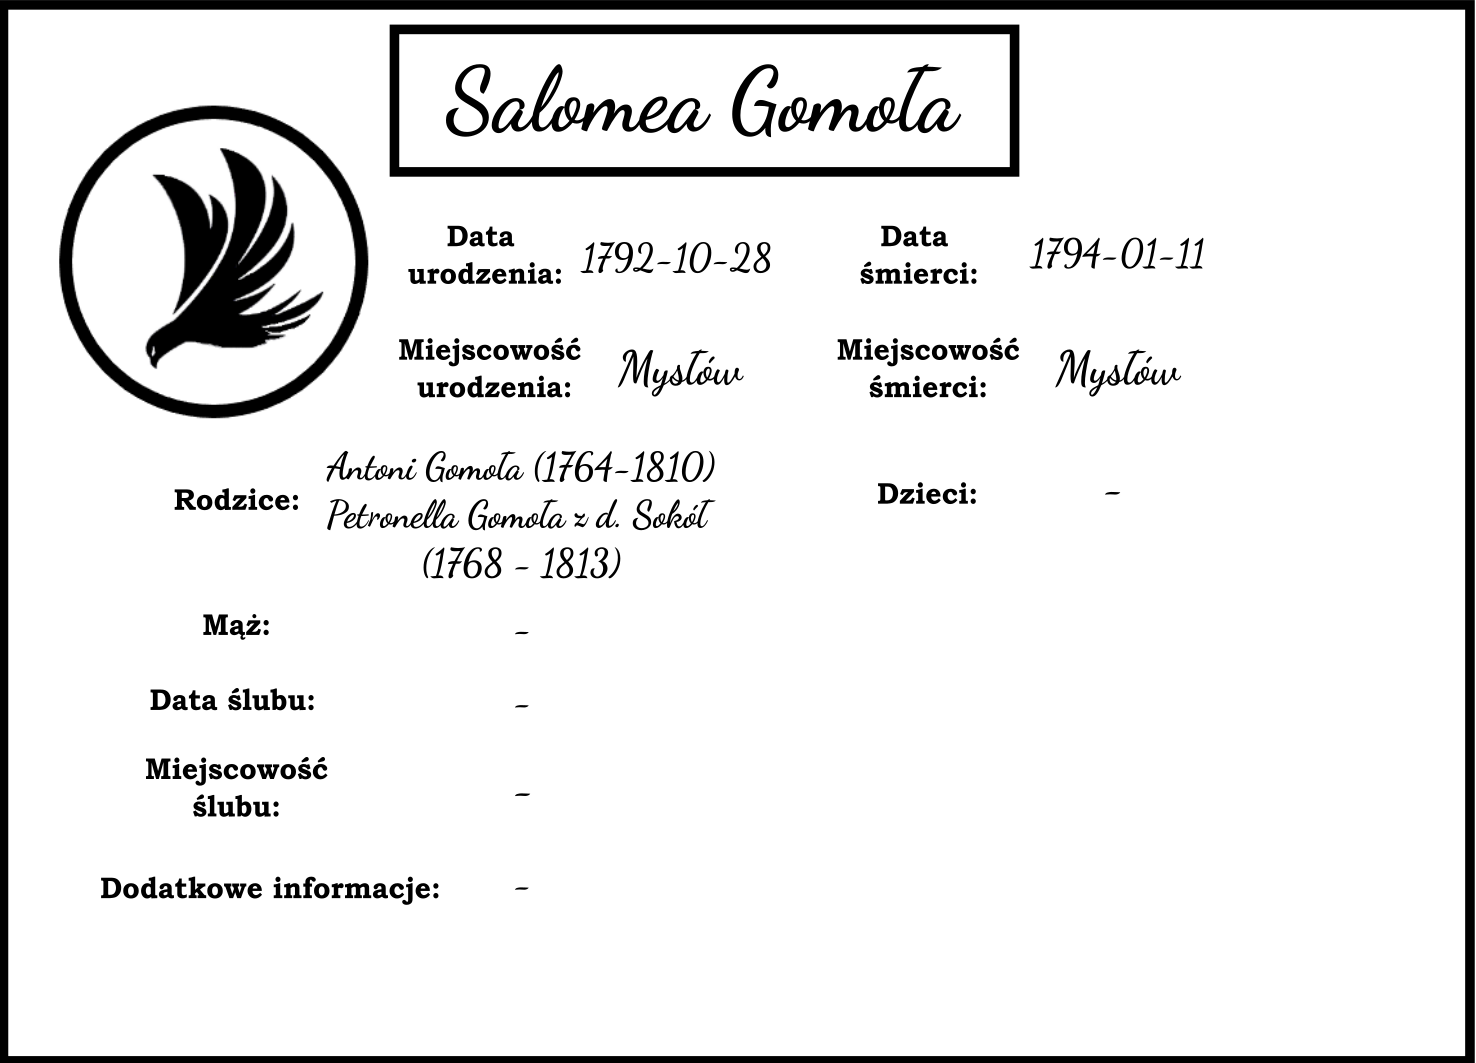 Salomea Gomoła
Data
urodzenia:
1792-10-28
Data
śmierci:
1794-01-11
Miejscowość
urodzenia:
Mysłów
Miejscowość
śmierci:
Mysłów
Rodzice:
Antoni Gomoła (1764-1810)
Petronella Gomoła z d. Sokół
(1768 - 1813)
Dzieci:
-
Mąż:
-
Data ślubu:
-
Miejscowość
ślubu:
-
Dodatkowe informacje:
-